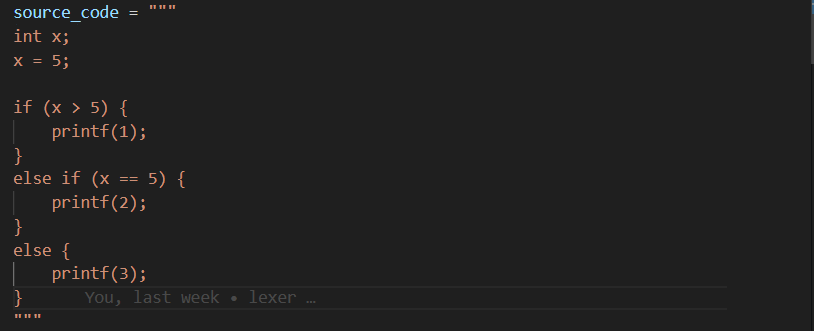 source_code = """
int x;
x = 5;

if (x > 5) {
    printf(1);
}
else if (x == 5) {
    printf(2);
}
else {
    printf(3);
}     You, last week • lexer …
"""